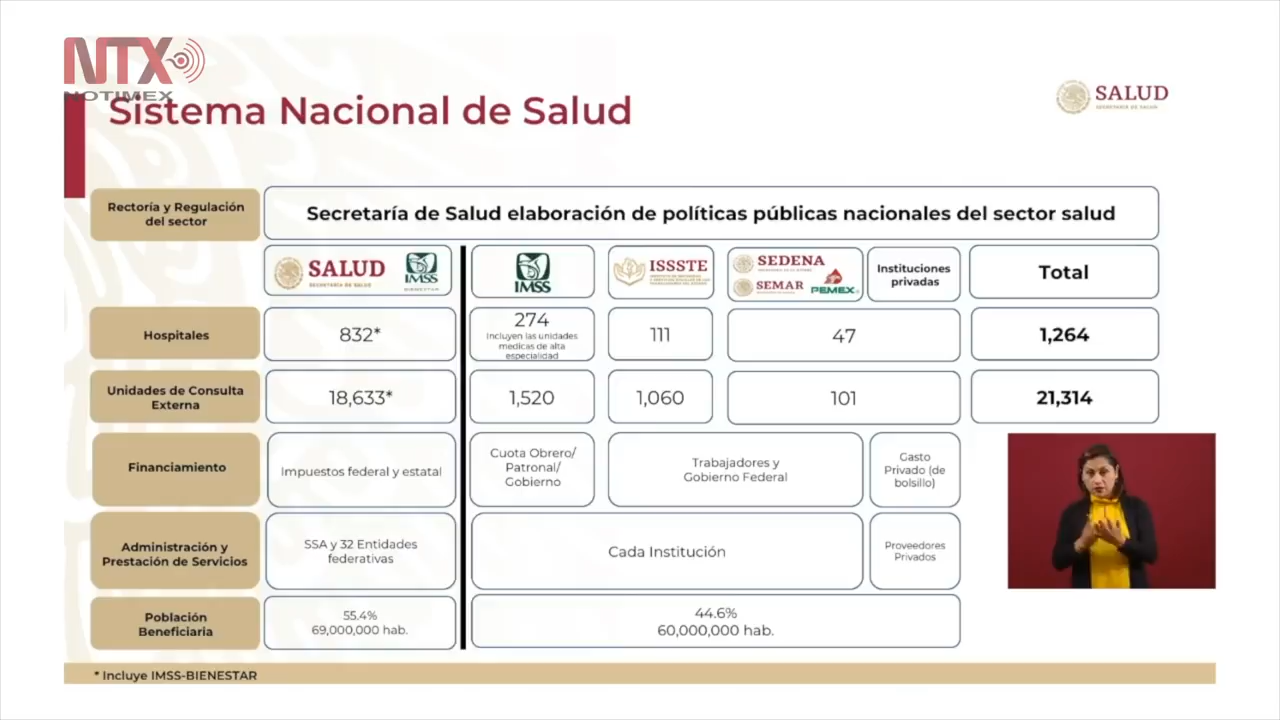 NTX
NOTIMEX
Sistema Nacional de Salud
SALUD
SECRETARÍA DE SALUD
Rectoría y Regulación
del sector
Secretaría de Salud elaboración de políticas públicas nacionales del sector salud
SALUD
SECRETARÍA DE SALUD
IMSS
BIENESTAR
IMSS
ISSSTE
SEDENA
SEMAR
PEMEX
Instituciones
privadas
Total
Hospitales
832*
274
Incluyen las unidades
medicas de alta
especialidad
111
47
1,264
Unidades de Consulta
Externa
18,633*
1,520
1,060
101
21,314
Financiamiento
Impuestos federal y estatal
Cuota Obrero/
Patronal/
Gobierno
Trabajadores y
Gobierno Federal
Gasto
Privado (de
bolsillo)
Administración y
Prestación de Servicios
SSA y 32 Entidades
federativas
Cada Institución
Proveedores
Privados
Población
Beneficiaria
55.4%
69,000,000 hab.
44.6%
60,000,000 hab.
* Incluye IMSS-BIENESTAR